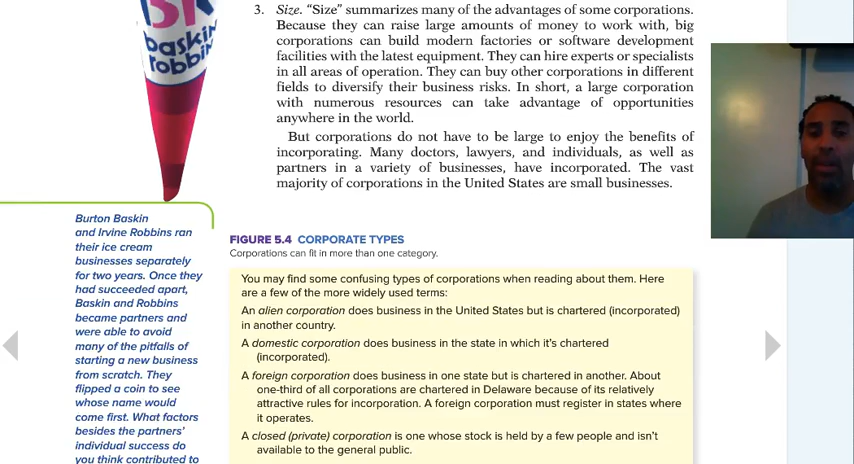 3. Size. “Size” summarizes many of the advantages of some corporations.
Because they can raise large amounts of money to work with, big
corporations can build modern factories or software development
facilities with the latest equipment. They can hire experts or specialists
in all areas of operation. They can buy other corporations in different
fields to diversify their business risks. In short, a large corporation
with numerous resources can take advantage of opportunities
anywhere in the world.
But corporations do not have to be large to enjoy the benefits of
incorporating. Many doctors, lawyers, and individuals, as well as
partners in a variety of businesses, have incorporated. The vast
majority of corporations in the United States are small businesses.
baskin
robbin
Burton Baskin
and Irvine Robbins ran
their ice cream
businesses separately
for two years. Once they
had succeeded apart,
Baskin and Robbins
became partners and
were able to avoid
many of the pitfalls of
starting a new business
from scratch. They
flipped a coin to see
whose name would
come first. What factors
besides the partners’
individual success do
you think contributed to
FIGURE 5.4 CORPORATE TYPES
Corporations can fit in more than one category.
You may find some confusing types of corporations when reading about them. Here
are a few of the more widely used terms:
An alien corporation does business in the United States but is chartered (incorporated)
in another country.
A domestic corporation does business in the state in which it’s chartered
(incorporated).
A foreign corporation does business in one state but is chartered in another. About
one-third of all corporations are chartered in Delaware because of its relatively
attractive rules for incorporation. A foreign corporation must register in states where
it operates.
A closed (private) corporation is one whose stock is held by a few people and isn’t
available to the general public.